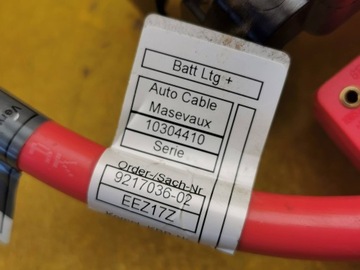 Batt Ltg +
Auto Cable
Masevaux
10304410
Serie
Order-/Sach-Nr
9217036-02
EEZ17Z